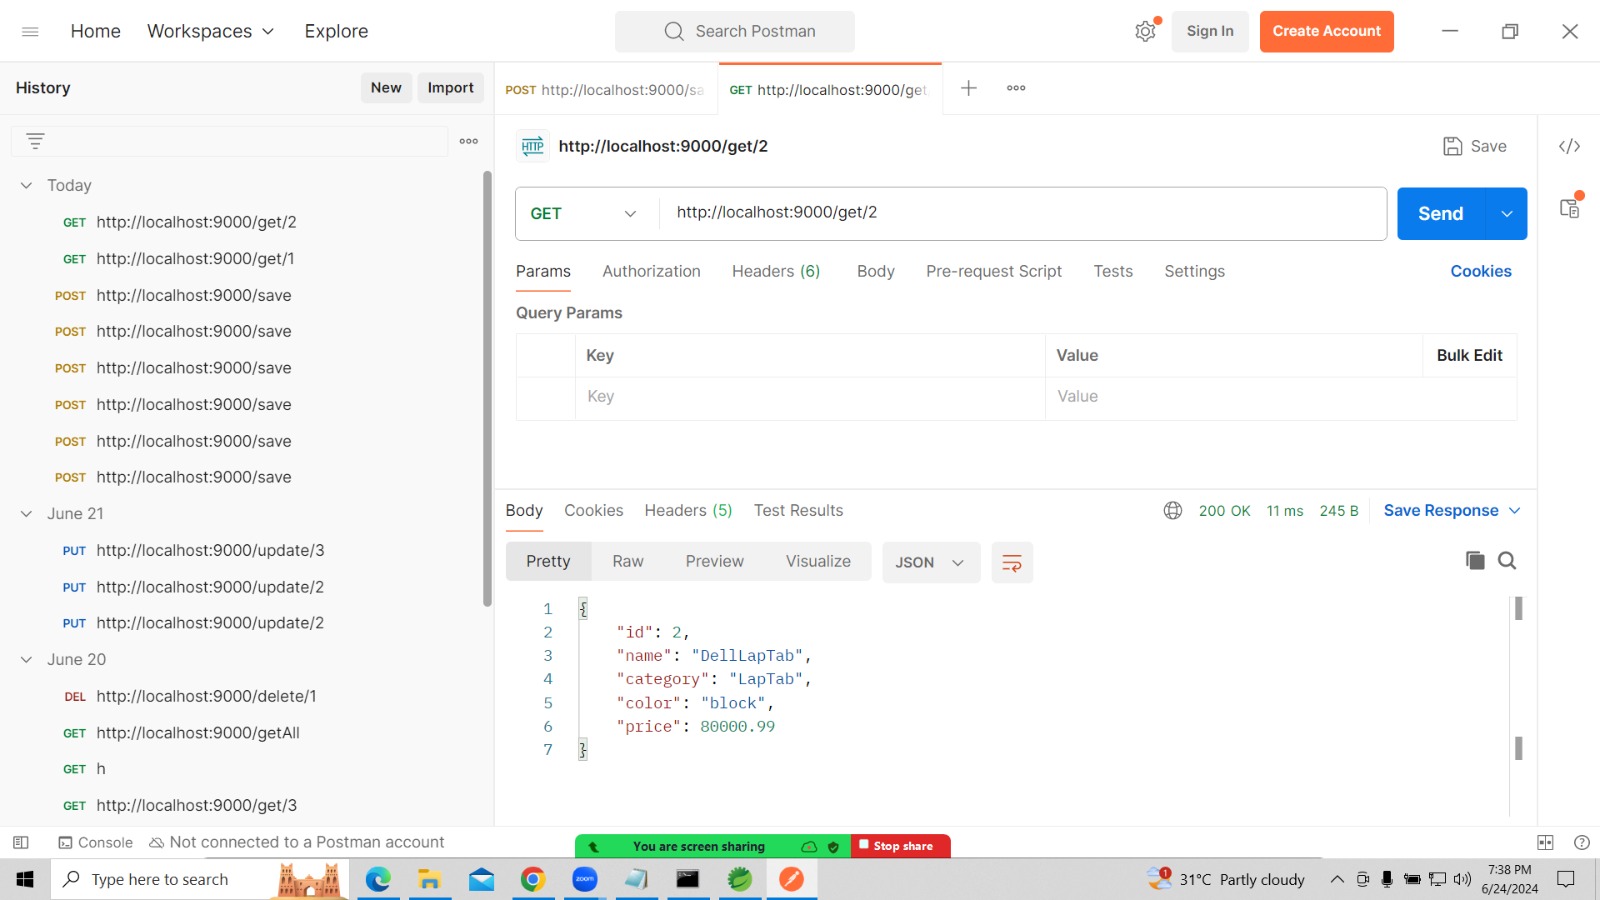 Home
Workspaces
Explore
Search Postman
Sign In
Create Account
History
New
Import
POST http://localhost:9000/sa
GET http://localhost:9000/get
HTTP
http://localhost:9000/get/2
Save
Today
GET http://localhost:9000/get/2
GET http://localhost:9000/get/1
POST http://localhost:9000/save
POST http://localhost:9000/save
POST http://localhost:9000/save
POST http://localhost:9000/save
POST http://localhost:9000/save
POST http://localhost:9000/save
June 21
PUT http://localhost:9000/update/3
PUT http://localhost:9000/update/2
PUT http://localhost:9000/update/2
June 20
DEL http://localhost:9000/delete/1
GET http://localhost:9000/getAll
GET h
GET http://localhost:9000/get/3
GET
http://localhost:9000/get/2
Send
Params
Authorization
Headers (6)
Body
Pre-request Script
Tests
Settings
Cookies
Query Params
Key
Value
Bulk Edit
Key
Value
Body
Cookies
Headers (5)
Test Results
200 OK
11 ms
245 B
Save Response
Pretty
Raw
Preview
Visualize
JSON
1 {
2 "id": 2,
3 "name": "DellLapTab",
4 "category": "LapTab",
5 "color": "block",
6 "price": 80000.99
7 }
Console
Not connected to a Postman account
You are screen sharing
Stop share
Type here to search
zoom
1
31°C Partly cloudy
7:38 PM
6/24/2024